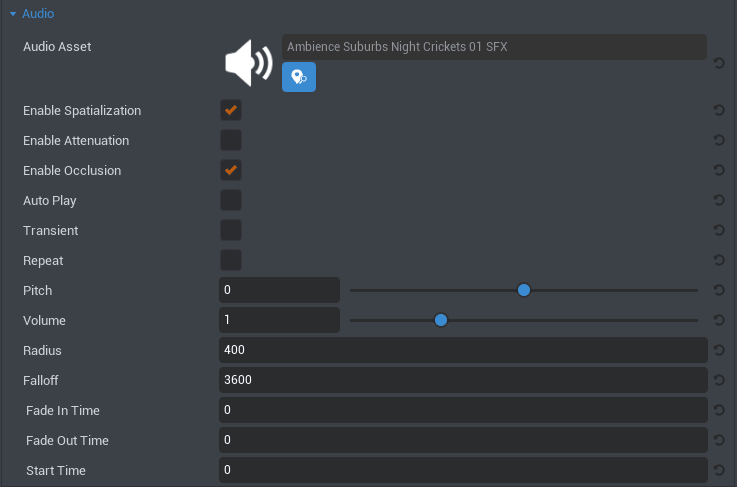 Audio
Audio Asset
Ambience Suburbs Night Crickets 01 SFX
Enable Spatialization
Enable Attenuation
Enable Occlusion
Auto Play
Transient
Repeat
Pitch 0
Volume 1
Radius 400
Falloff 3600
Fade In Time 0
Fade Out Time 0
Start Time 0